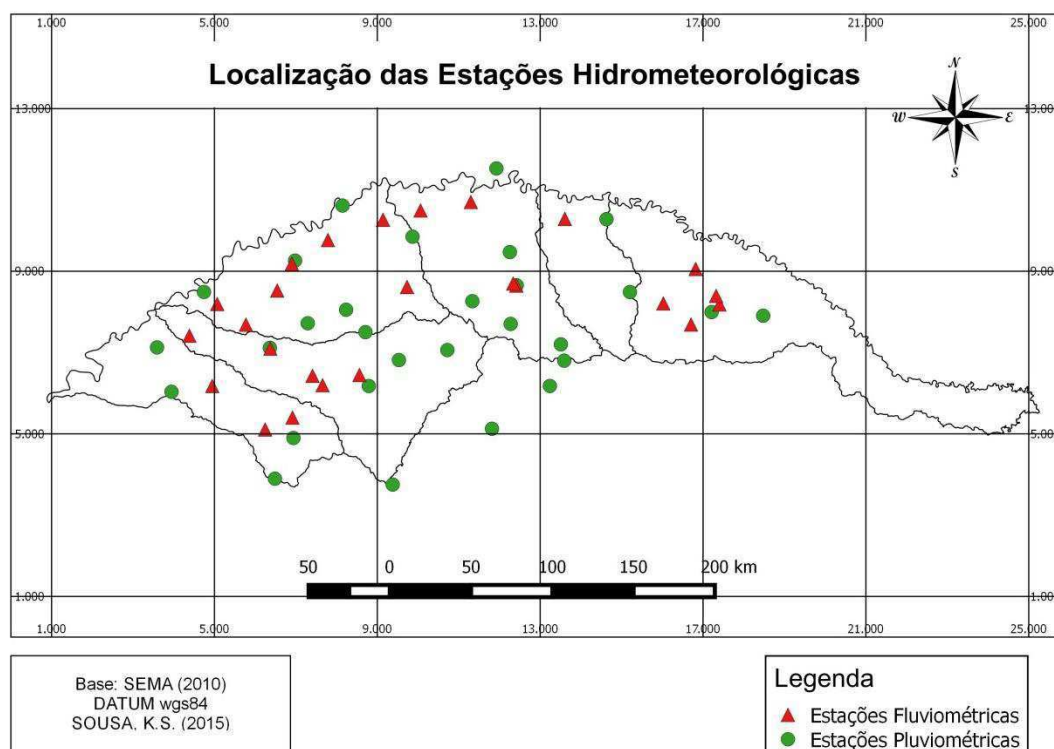 1.000 5.000 9.000 13.000 17.000 21.000 25.000
Localização das Estações Hidrometeorológicas
N
W E
S
13.000 13.000
9.000 9.000
5.000 5.000
50 0 50 100 150 200 km
1.000 1.000
1.000 5.000 9.000 13.000 17.000 21.000 25.000
Base: SEMA (2010)
DATUM wgs84
SOUSA, K.S. (2015)
Legenda
Estações Fluviométricas
Estações Pluviométricas